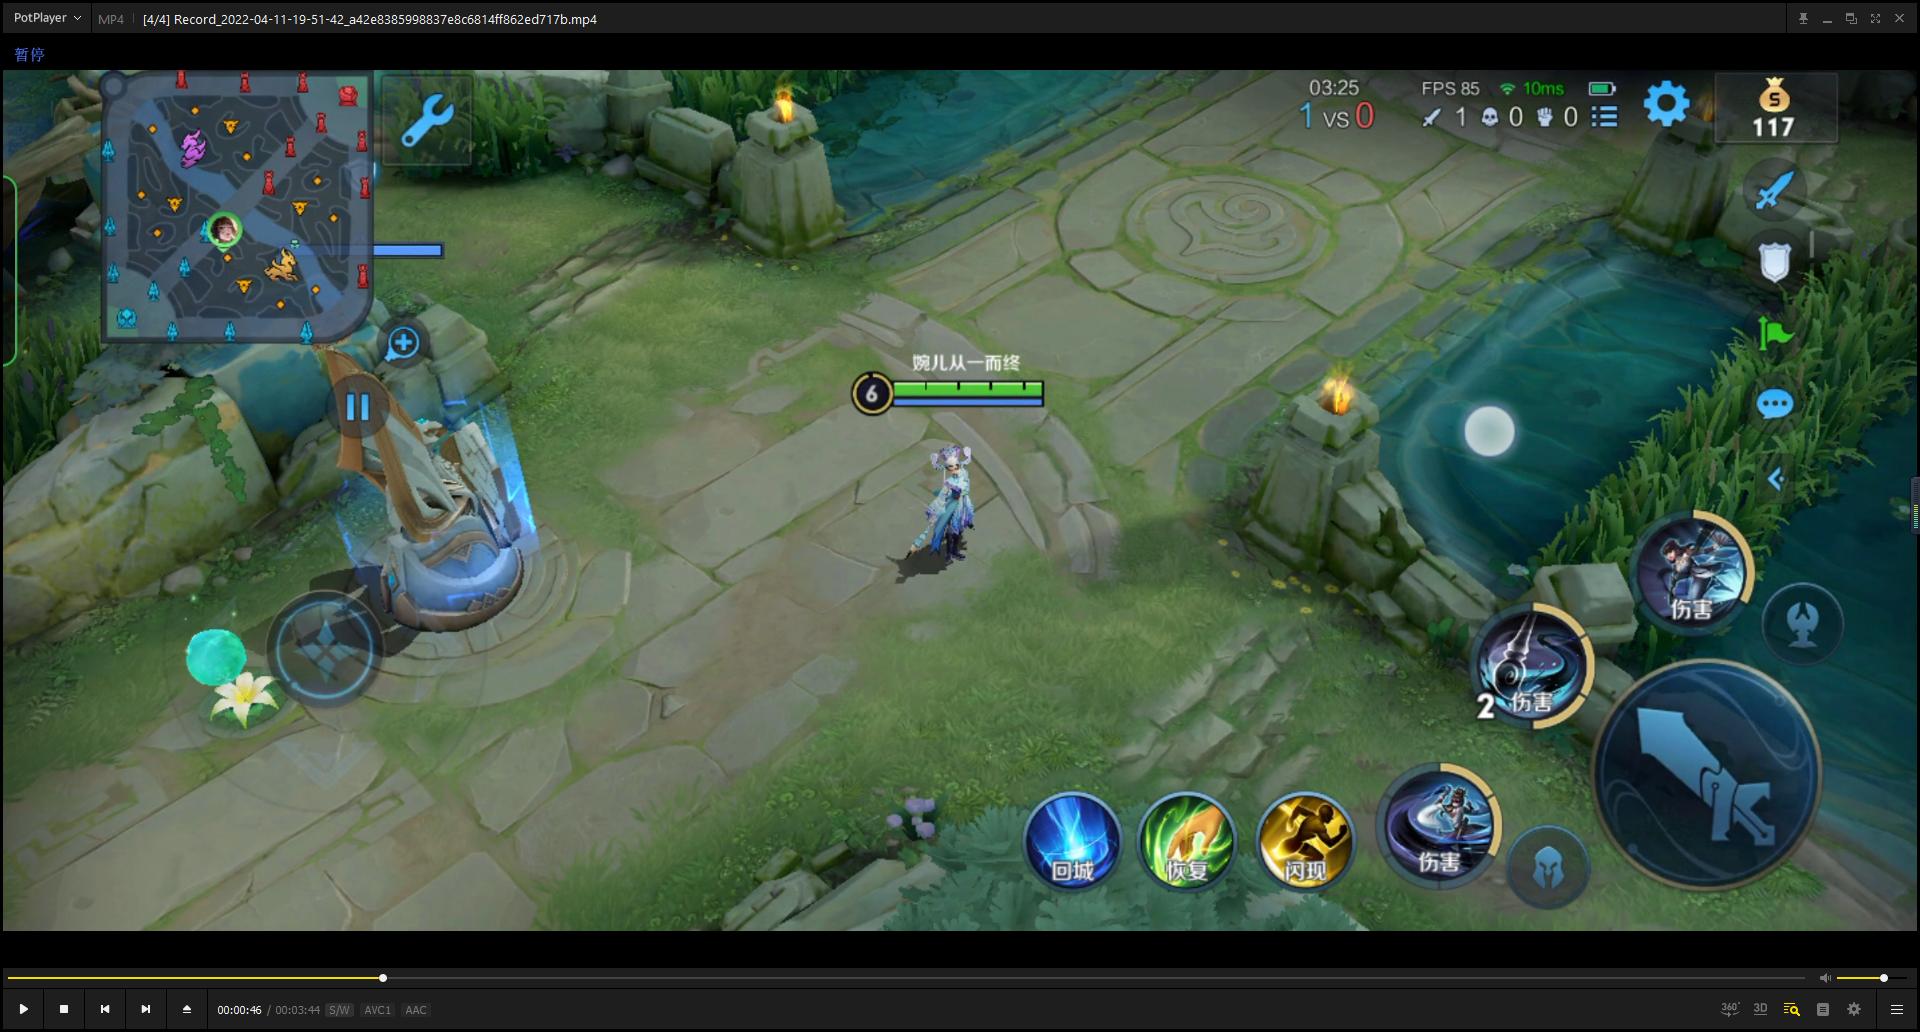 PotPlayer
MP4
[4/4] Record_2022-04-11-19-51-42_a42e8385998837e8c6814ff862ed717b.mp4
暂停
03:25
FPS 85
10ms
1 VS 0
1
0
0
117
婉儿从一而终
6
伤害
2 伤害
伤害
回城
恢复
闪现
00:00:46 / 00:03:44
S/W
AVC1
AAC
360°
3D